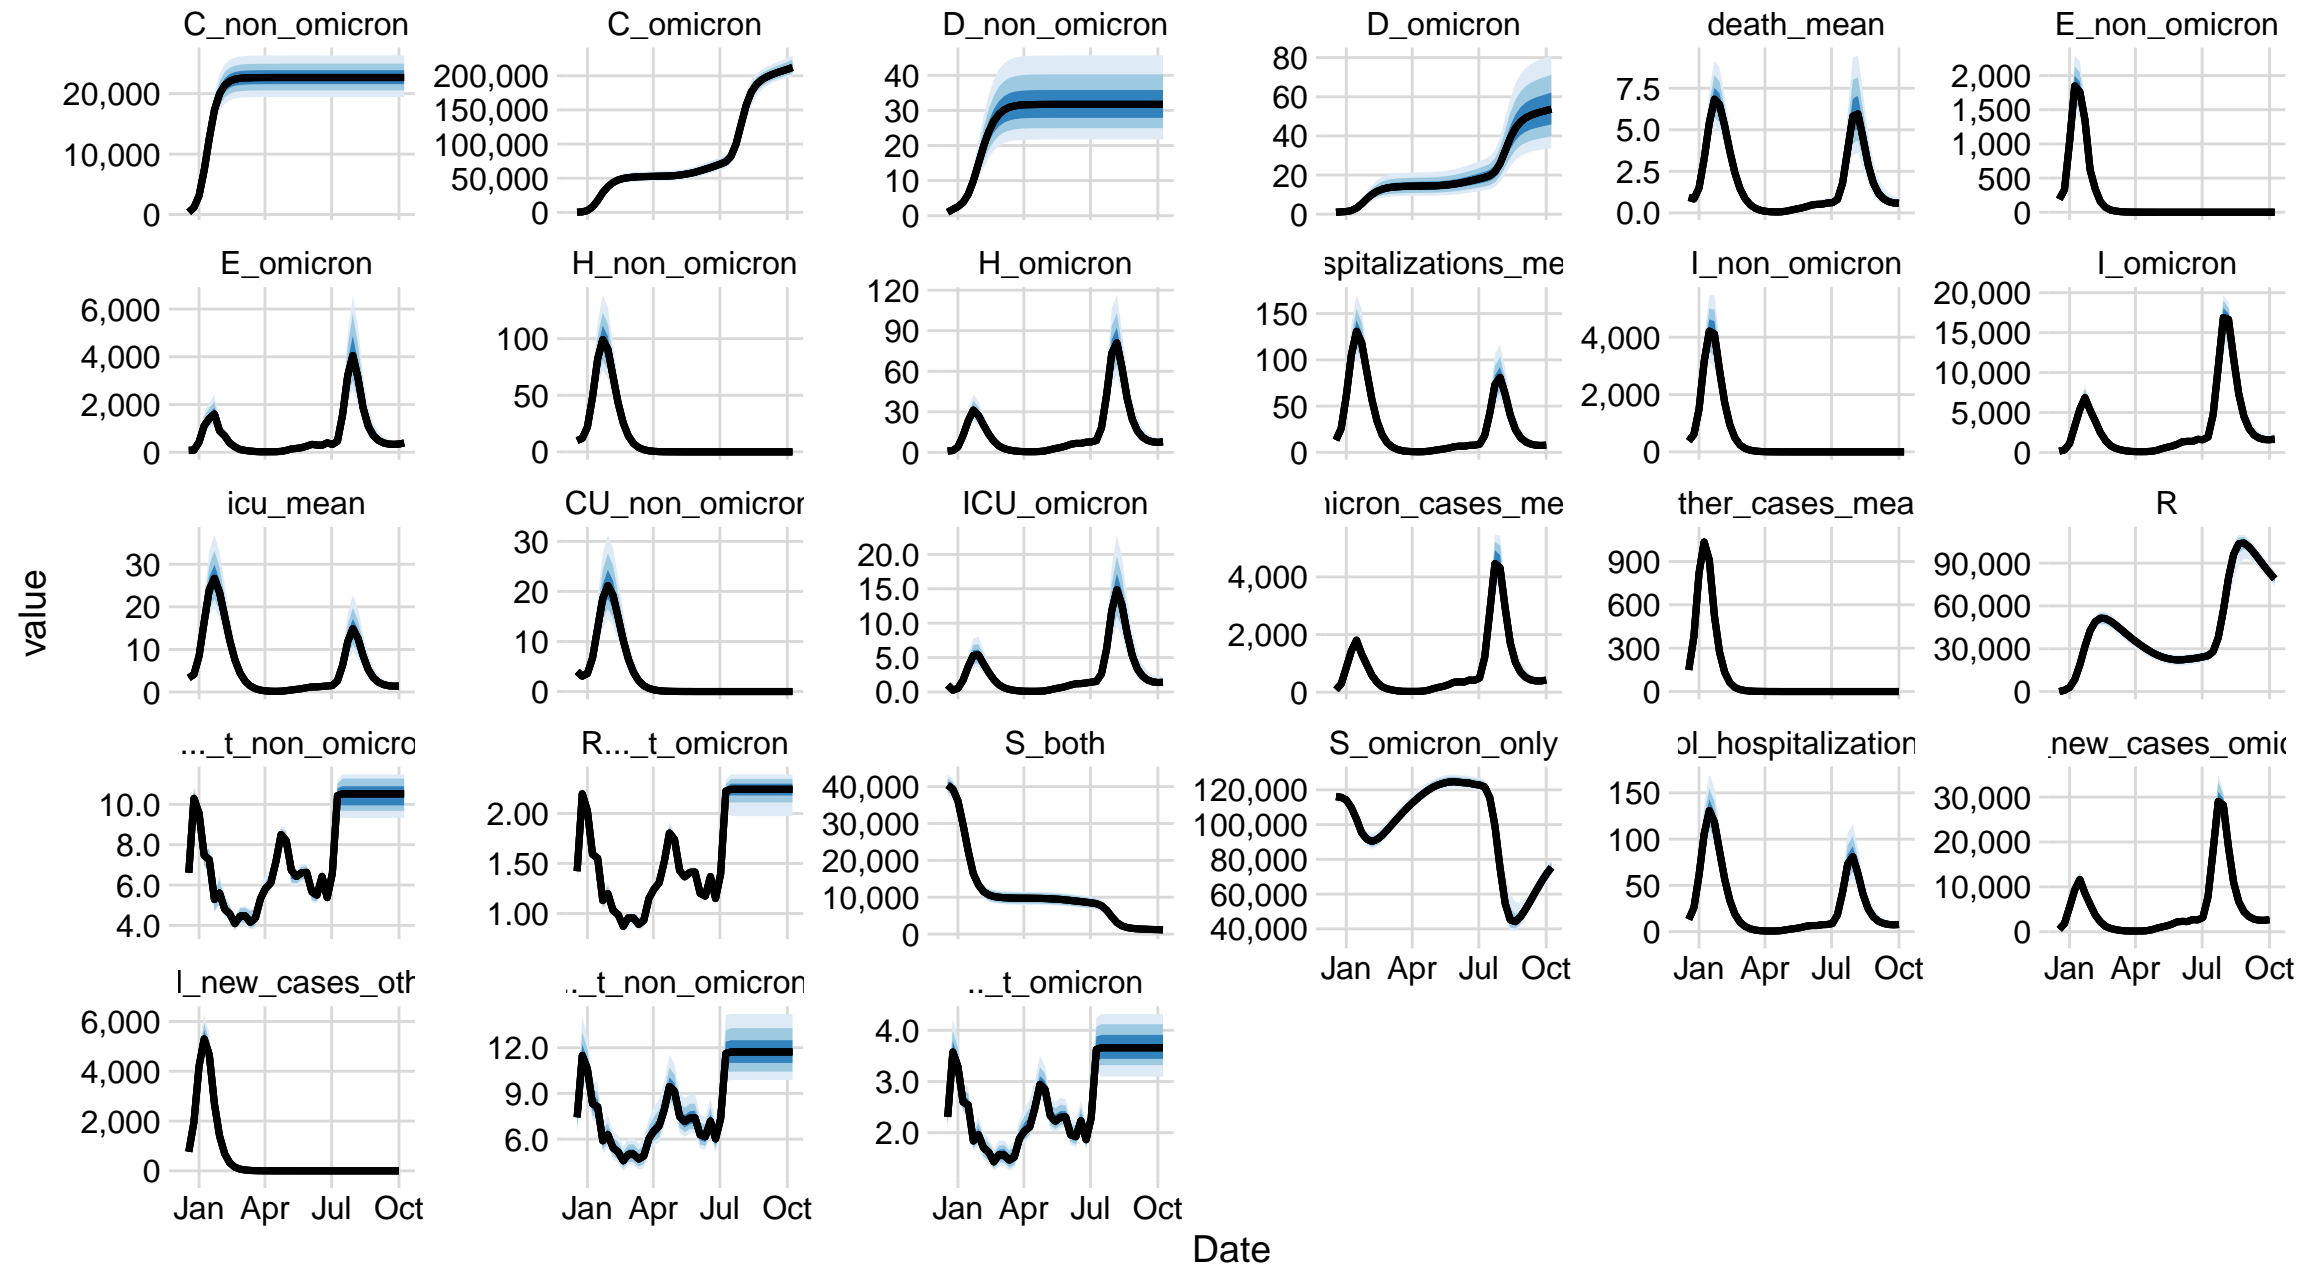 C_non_omicron C_omicron D_non_omicron D_omicron death_mean E_non_omicron
20,000 10,000 0
200,000 150,000 100,000 50,000 0
40 30 20 10 0
80 60 40 20 0
7.5 5.0 2.5 0.0
2,000 1,500 1,000 500 0
E_omicron H_non_omicron H_omicron spitalizations_me I_non_omicron I_omicron
6,000 4,000 2,000 0
100 50 0
120 90 60 30 0
150 100 50 0
4,000 2,000 0
20,000 15,000 10,000 5,000 0
value
icu_mean CU_non_omicron ICU_omicron icron_cases_me ther_cases_mea R
30 20 10 0
30 20 10 0
20.0 15.0 10.0 5.0 0.0
4,000 2,000 0
900 600 300 0
90,000 60,000 30,000 0
..._t_non_omicro R..._t_omicron S_both S_omicron_only ol_hospitalization _new_cases_omic
10.0 8.0 6.0 4.0
2.00 1.50 1.00
40,000 30,000 20,000 10,000 0
120,000 100,000 80,000 60,000 40,000
150 100 50 0
30,000 20,000 10,000 0
Jan Apr Jul Oct Jan Apr Jul Oct Jan Apr Jul Oct
l_new_cases_oth .._t_non_omicron .._t_omicron
6,000 4,000 2,000 0
12.0 9.0 6.0
4.0 3.0 2.0
Jan Apr Jul Oct Jan Apr Jul Oct Jan Apr Jul Oct
Date